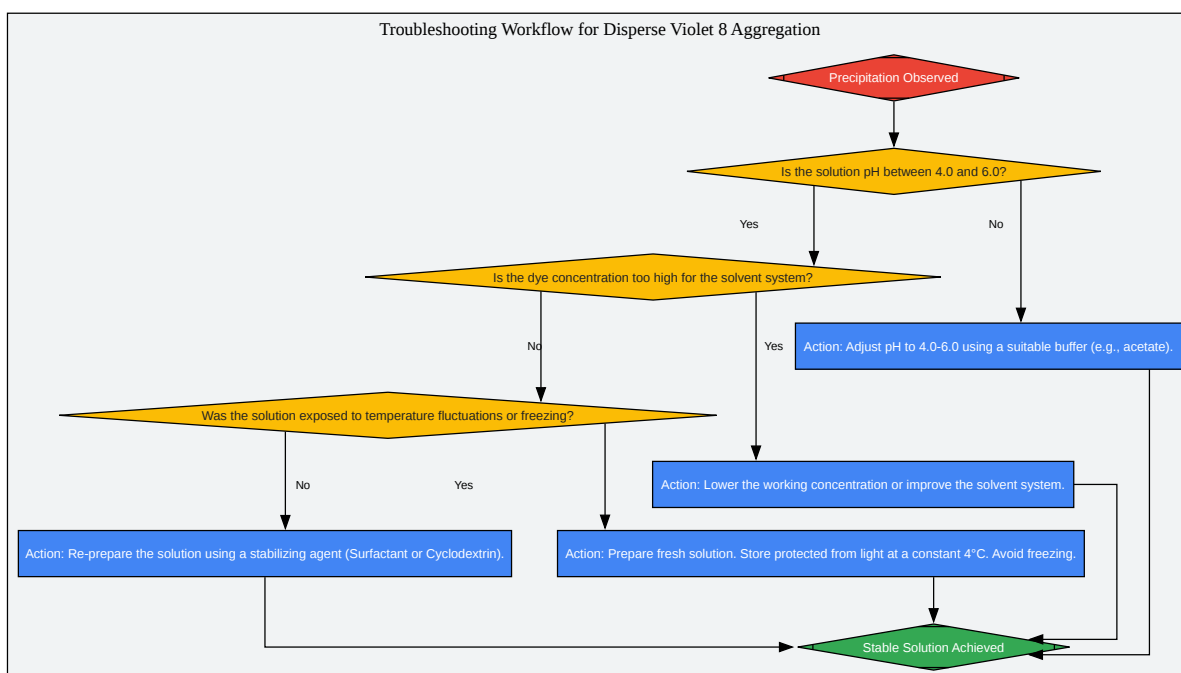 Troubleshooting Workflow for Disperse Violet 8 Aggregation
Precipitation Observed
Is the solution pH between 4.0 and 6.0?
Yes
No
Is the dye concentration too high for the solvent system?
No
Yes
Action: Adjust pH to 4.0-6.0 using a suitable buffer (e.g., acetate).
Was the solution exposed to temperature fluctuations or freezing?
No
Yes
Action: Lower the working concentration or improve the solvent system.
Action: Re-prepare the solution using a stabilizing agent (Surfactant or Cyclodextrin).
Action: Prepare fresh solution. Store protected from light at a constant 4°C. Avoid freezing.
Stable Solution Achieved